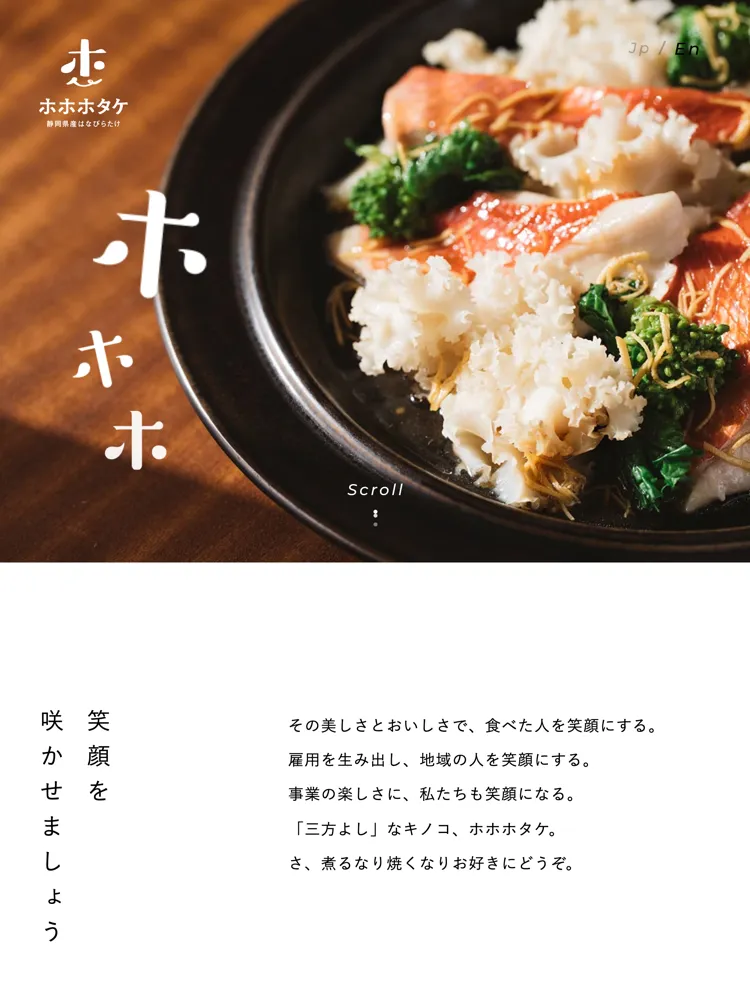 ホ
ホホホタケ
静岡県産はなびらたけ
Jp / En
ホ
ホ
ホ
Scroll
笑顔を
咲かせましょう
その美しさとおいしさで、食べた人を笑顔にする。
雇用を生み出し、地域の人を笑顔にする。
事業の楽しさに、私たちも笑顔になる。
「三方よし」なキノコ、ホホホタケ。
さ、煮るなり焼くなりお好きにどうぞ。